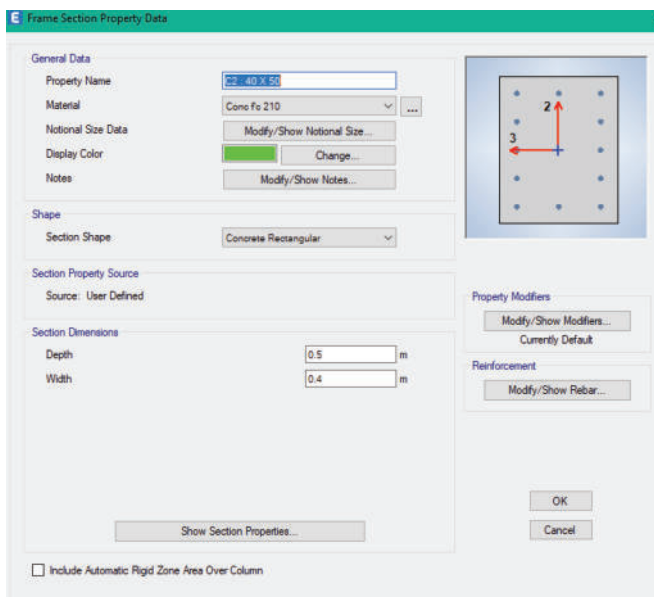 E Frame Section Property Data
General Data
Property Name C2 : 40 X 50
Material Conc Fc 210 ...
Notional Size Data Modify/Show Notional Size...
Display Color Change...
Notes Modify/Show Notes...
2
3
Shape
Section Shape Concrete Rectangular
Section Property Source
Source: User Defined
Property Modifiers
Modify/Show Modifiers...
Currently Default
Section Dimensions
Depth 0.5 m
Width 0.4 m
Reinforcement
Modify/Show Rebar...
OK
Show Section Properties...
Cancel
Include Automatic Rigid Zone Area Over Column